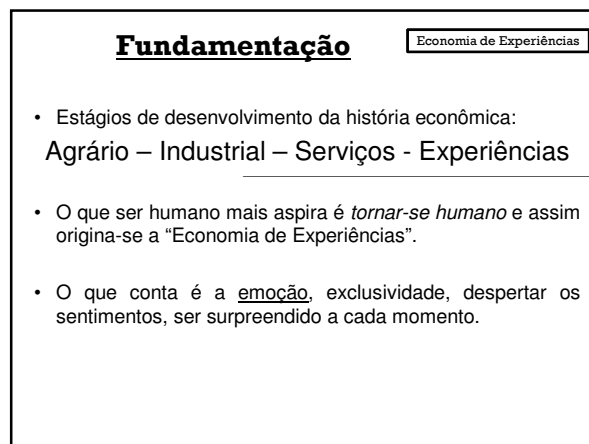 Fundamentação
Economia de Experiências
• Estágios de desenvolvimento da história econômica:
Agrário – Industrial – Serviços - Experiências
• O que ser humano mais aspira é tornar-se humano e assim
origina-se a “Economia de Experiências”.
• O que conta é a emoção, exclusividade, despertar os
sentimentos, ser surpreendido a cada momento.